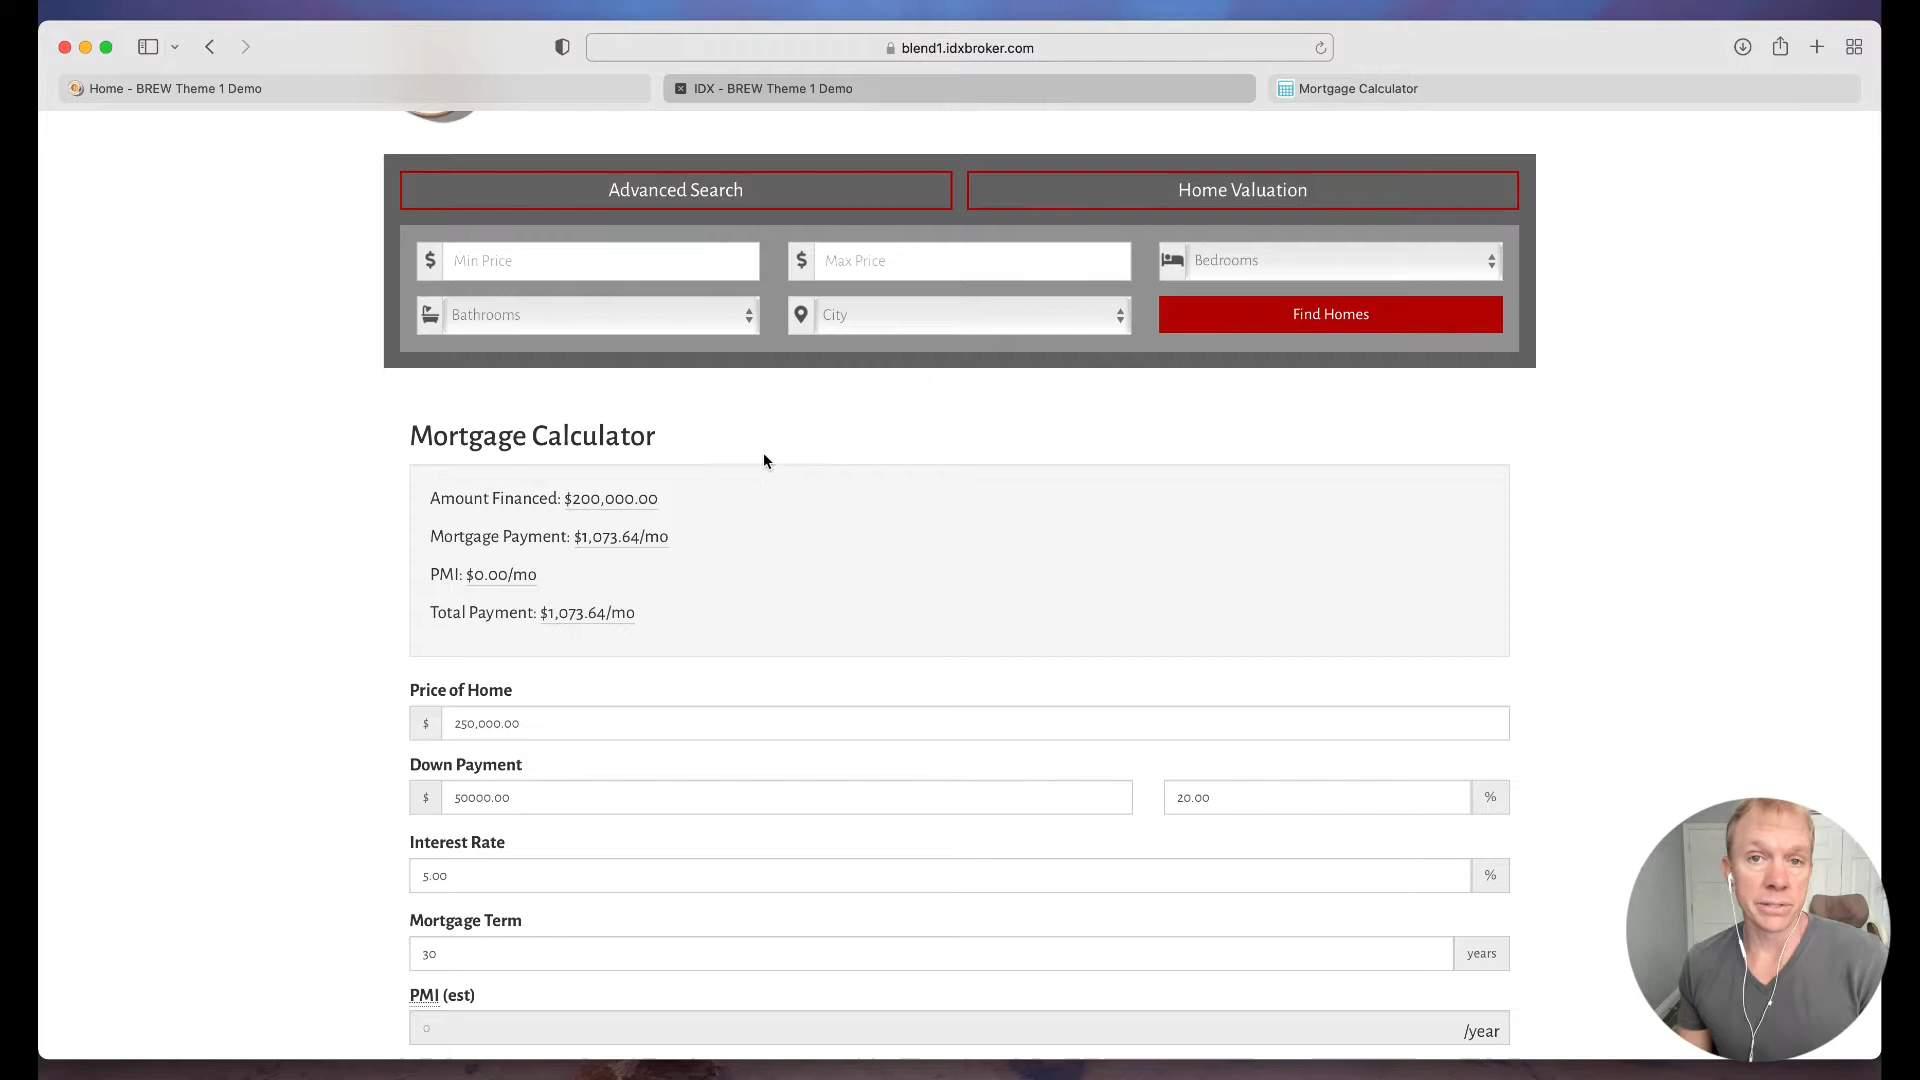 blend1.idxbroker.com
Home - BREW Theme 1 Demo
IDX - BREW Theme 1 Demo
Mortgage Calculator
Advanced Search
Home Valuation
$ Min Price
$ Max Price
Bedrooms
Bathrooms
City
Find Homes
Mortgage Calculator
Amount Financed: $200,000.00
Mortgage Payment: $1,073.64/mo
PMI: $0.00/mo
Total Payment: $1,073.64/mo
Price of Home
$ 250,000.00
Down Payment
$ 50000.00
20.00 %
Interest Rate
5.00 %
Mortgage Term
30 years
PMI (est)
0 /year